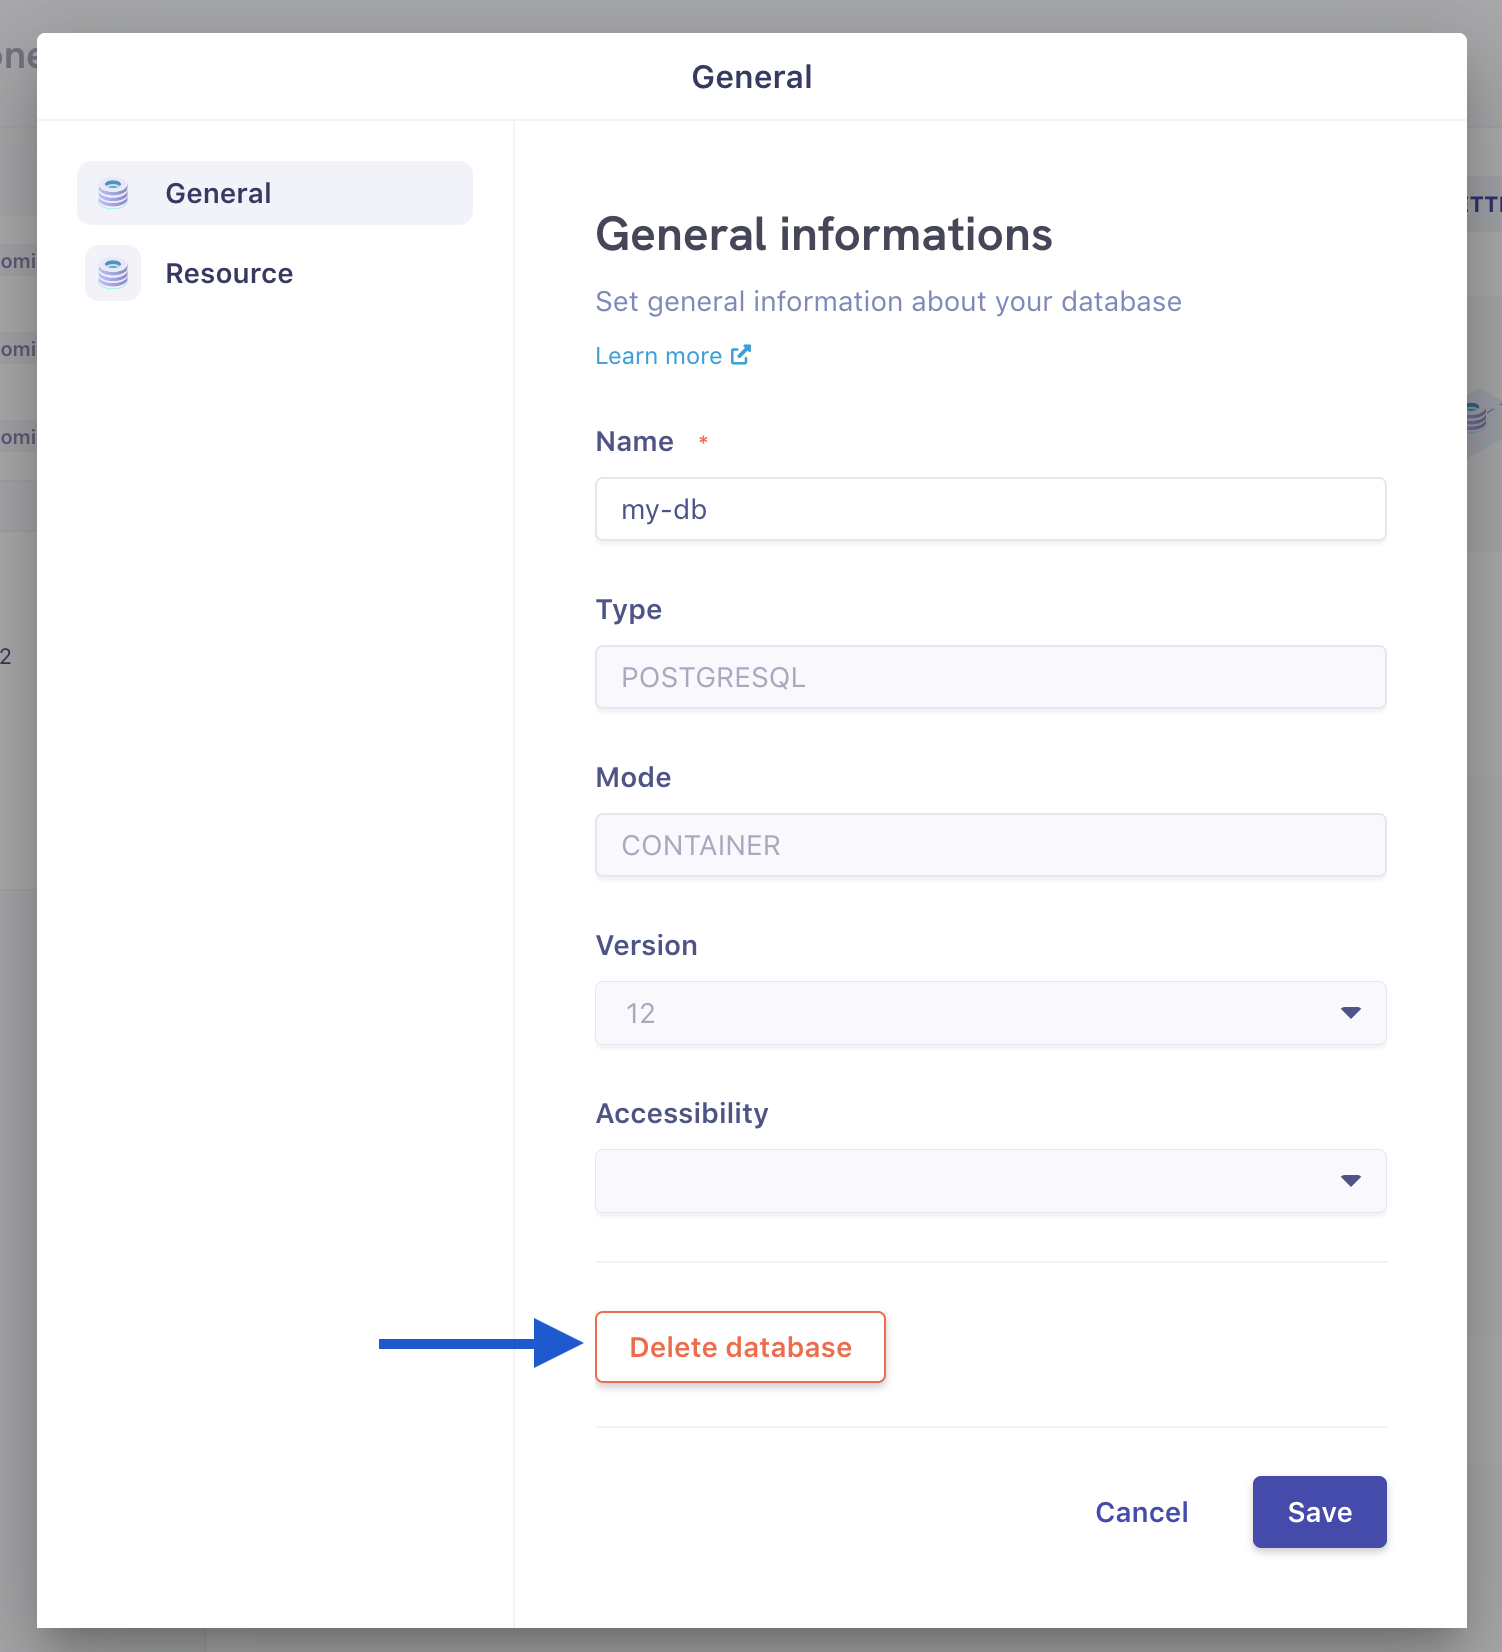 General
General
Resource
General informations
Set general information about your database
Learn more
Name *
my-db
Type
POSTGRESQL
Mode
CONTAINER
Version
12
Accessibility
Delete database
Cancel
Save
2